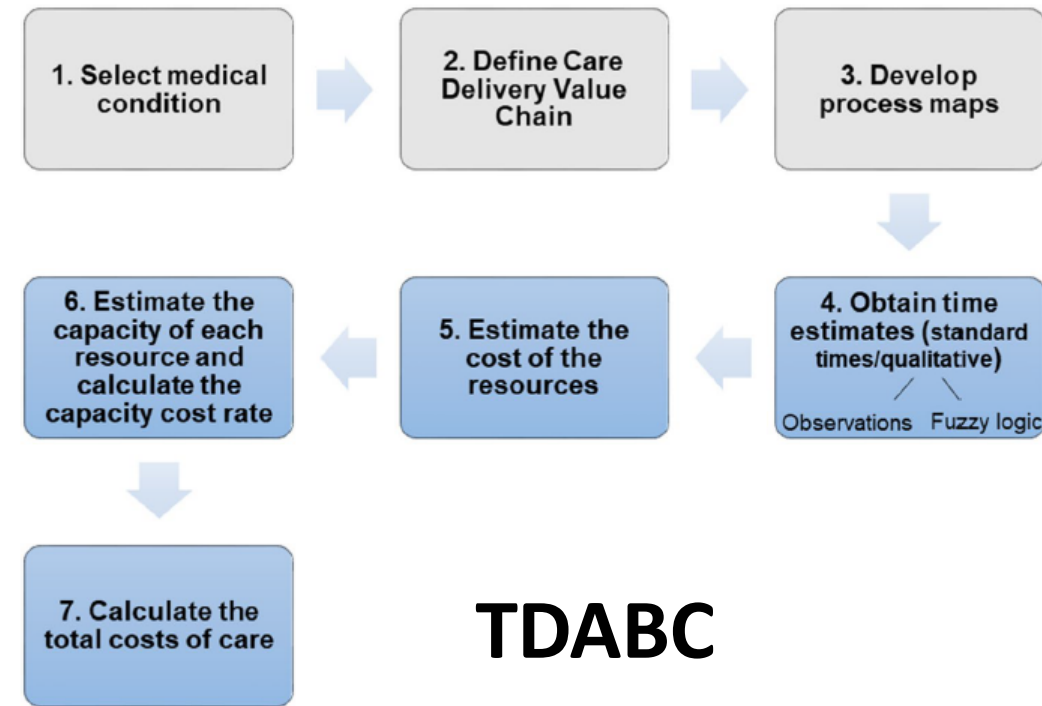 1. Select medical
condition
2. Define Care
Delivery Value
Chain
3. Develop
process maps
4. Obtain time
estimates (standard
times/qualitative)
Observations Fuzzy logic
5. Estimate the
cost of the
resources
6. Estimate the
capacity of each
resource and
calculate the
capacity cost rate
7. Calculate the
total costs of care
TDABC